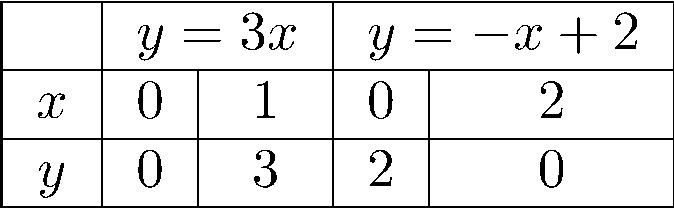 y = 3x y = −x + 2
x 0 1 0 2
y 0 3 2 0